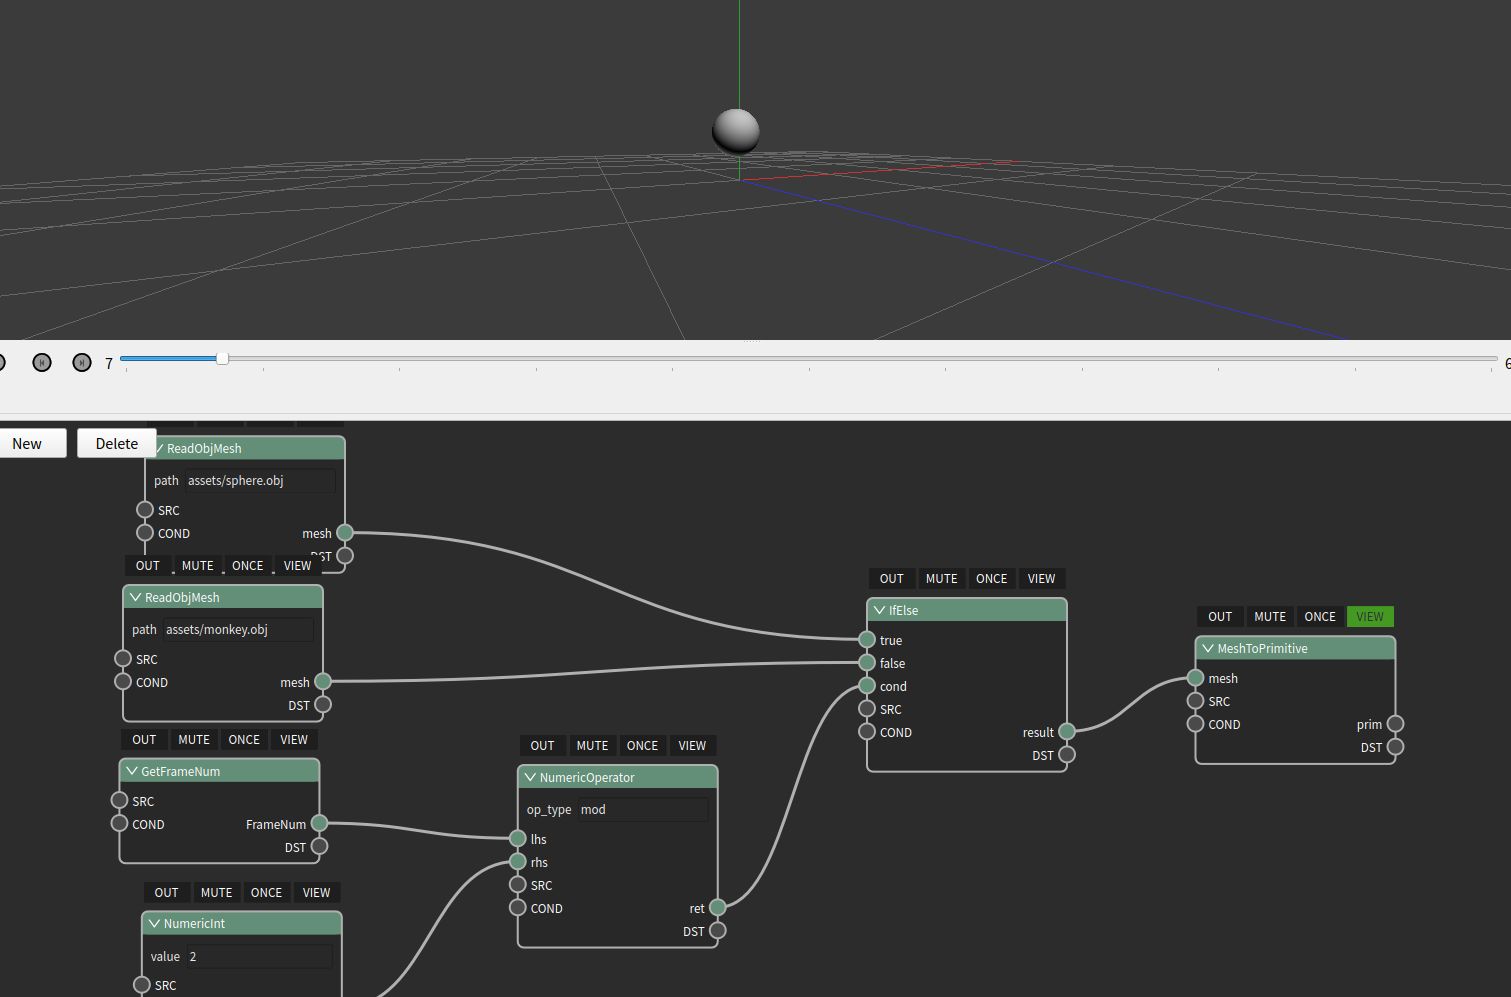 7
New
Delete
ReadObjMesh
path assets/sphere.obj
SRC
COND
mesh
DST
OUT MUTE ONCE VIEW
ReadObjMesh
path assets/monkey.obj
SRC
COND
mesh
DST
OUT MUTE ONCE VIEW
GetFrameNum
SRC
COND
FrameNum
DST
OUT MUTE ONCE VIEW
NumericInt
value 2
SRC
OUT MUTE ONCE VIEW
NumericOperator
op_type mod
lhs
rhs
SRC
COND
ret
DST
OUT MUTE ONCE VIEW
IfElse
true
false
cond
SRC
COND
result
DST
OUT MUTE ONCE VIEW
MeshToPrimitive
mesh
SRC
COND
prim
DST